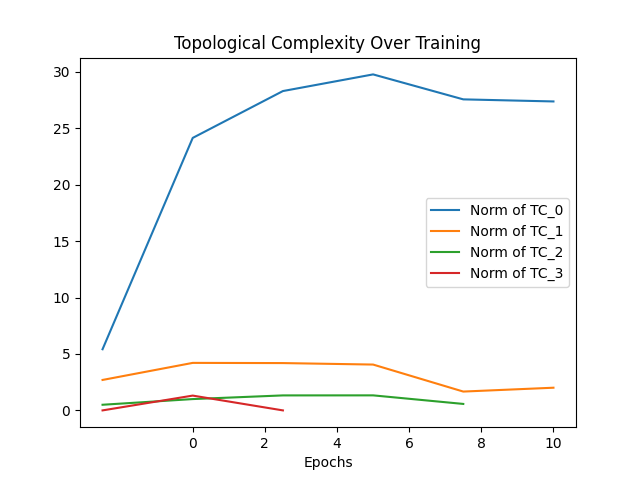 Topological Complexity Over Training
30
25
20
15
10
5
0
Norm of TC_0
Norm of TC_1
Norm of TC_2
Norm of TC_3
0 2 4 6 8 10
Epochs